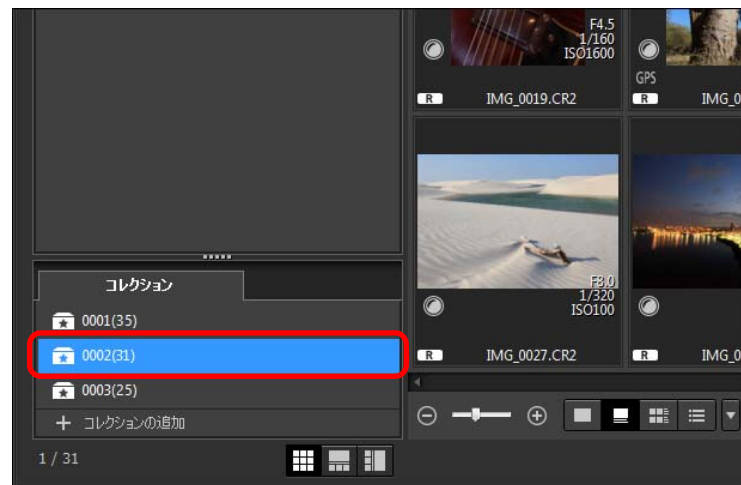 F4.5
1/160
ISO1600
GPS
R IMG_0019.CR2
R IMG_0
コレクション
0001(35)
0002(31)
0003(25)
+ コレクションの追加
1 / 31
F8.0
1/320
ISO100
R IMG_0027.CR2
R IMG_0